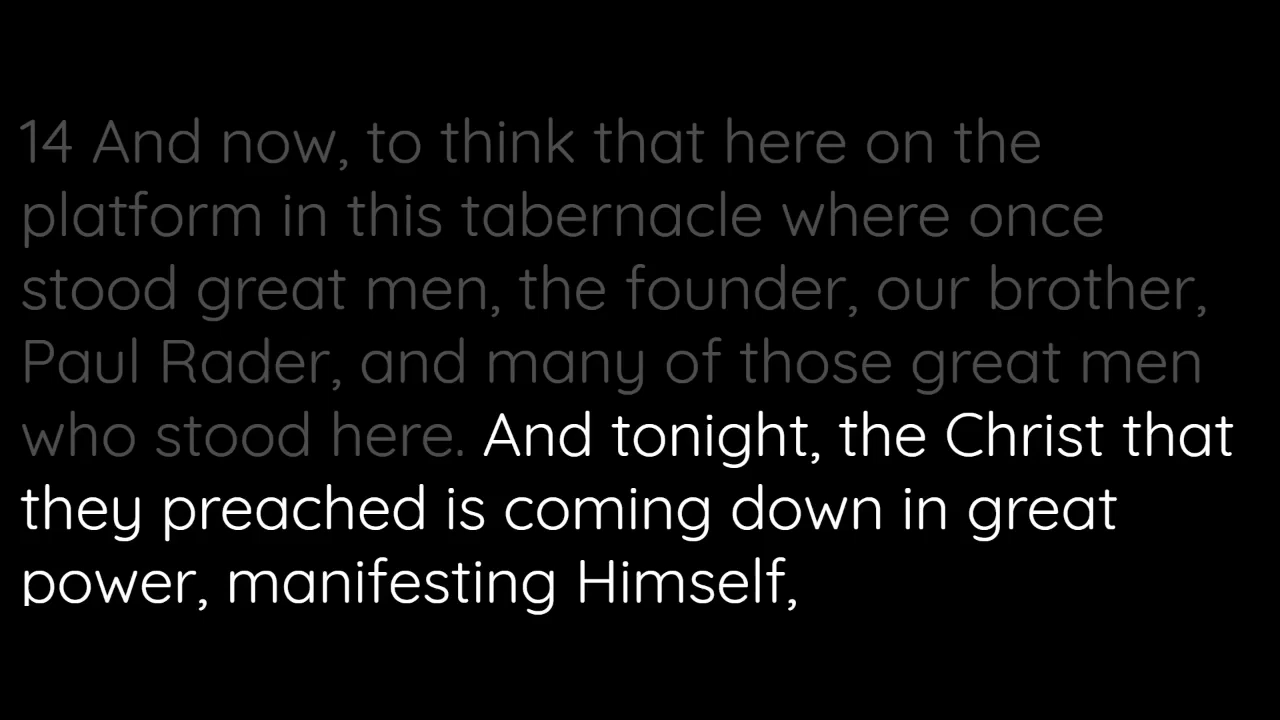 14 And now, to think that here on the
platform in this tabernacle where once
stood great men, the founder, our brother,
Paul Rader, and many of those great men
who stood here. And tonight, the Christ that
they preached is coming down in great
power, manifesting Himself,